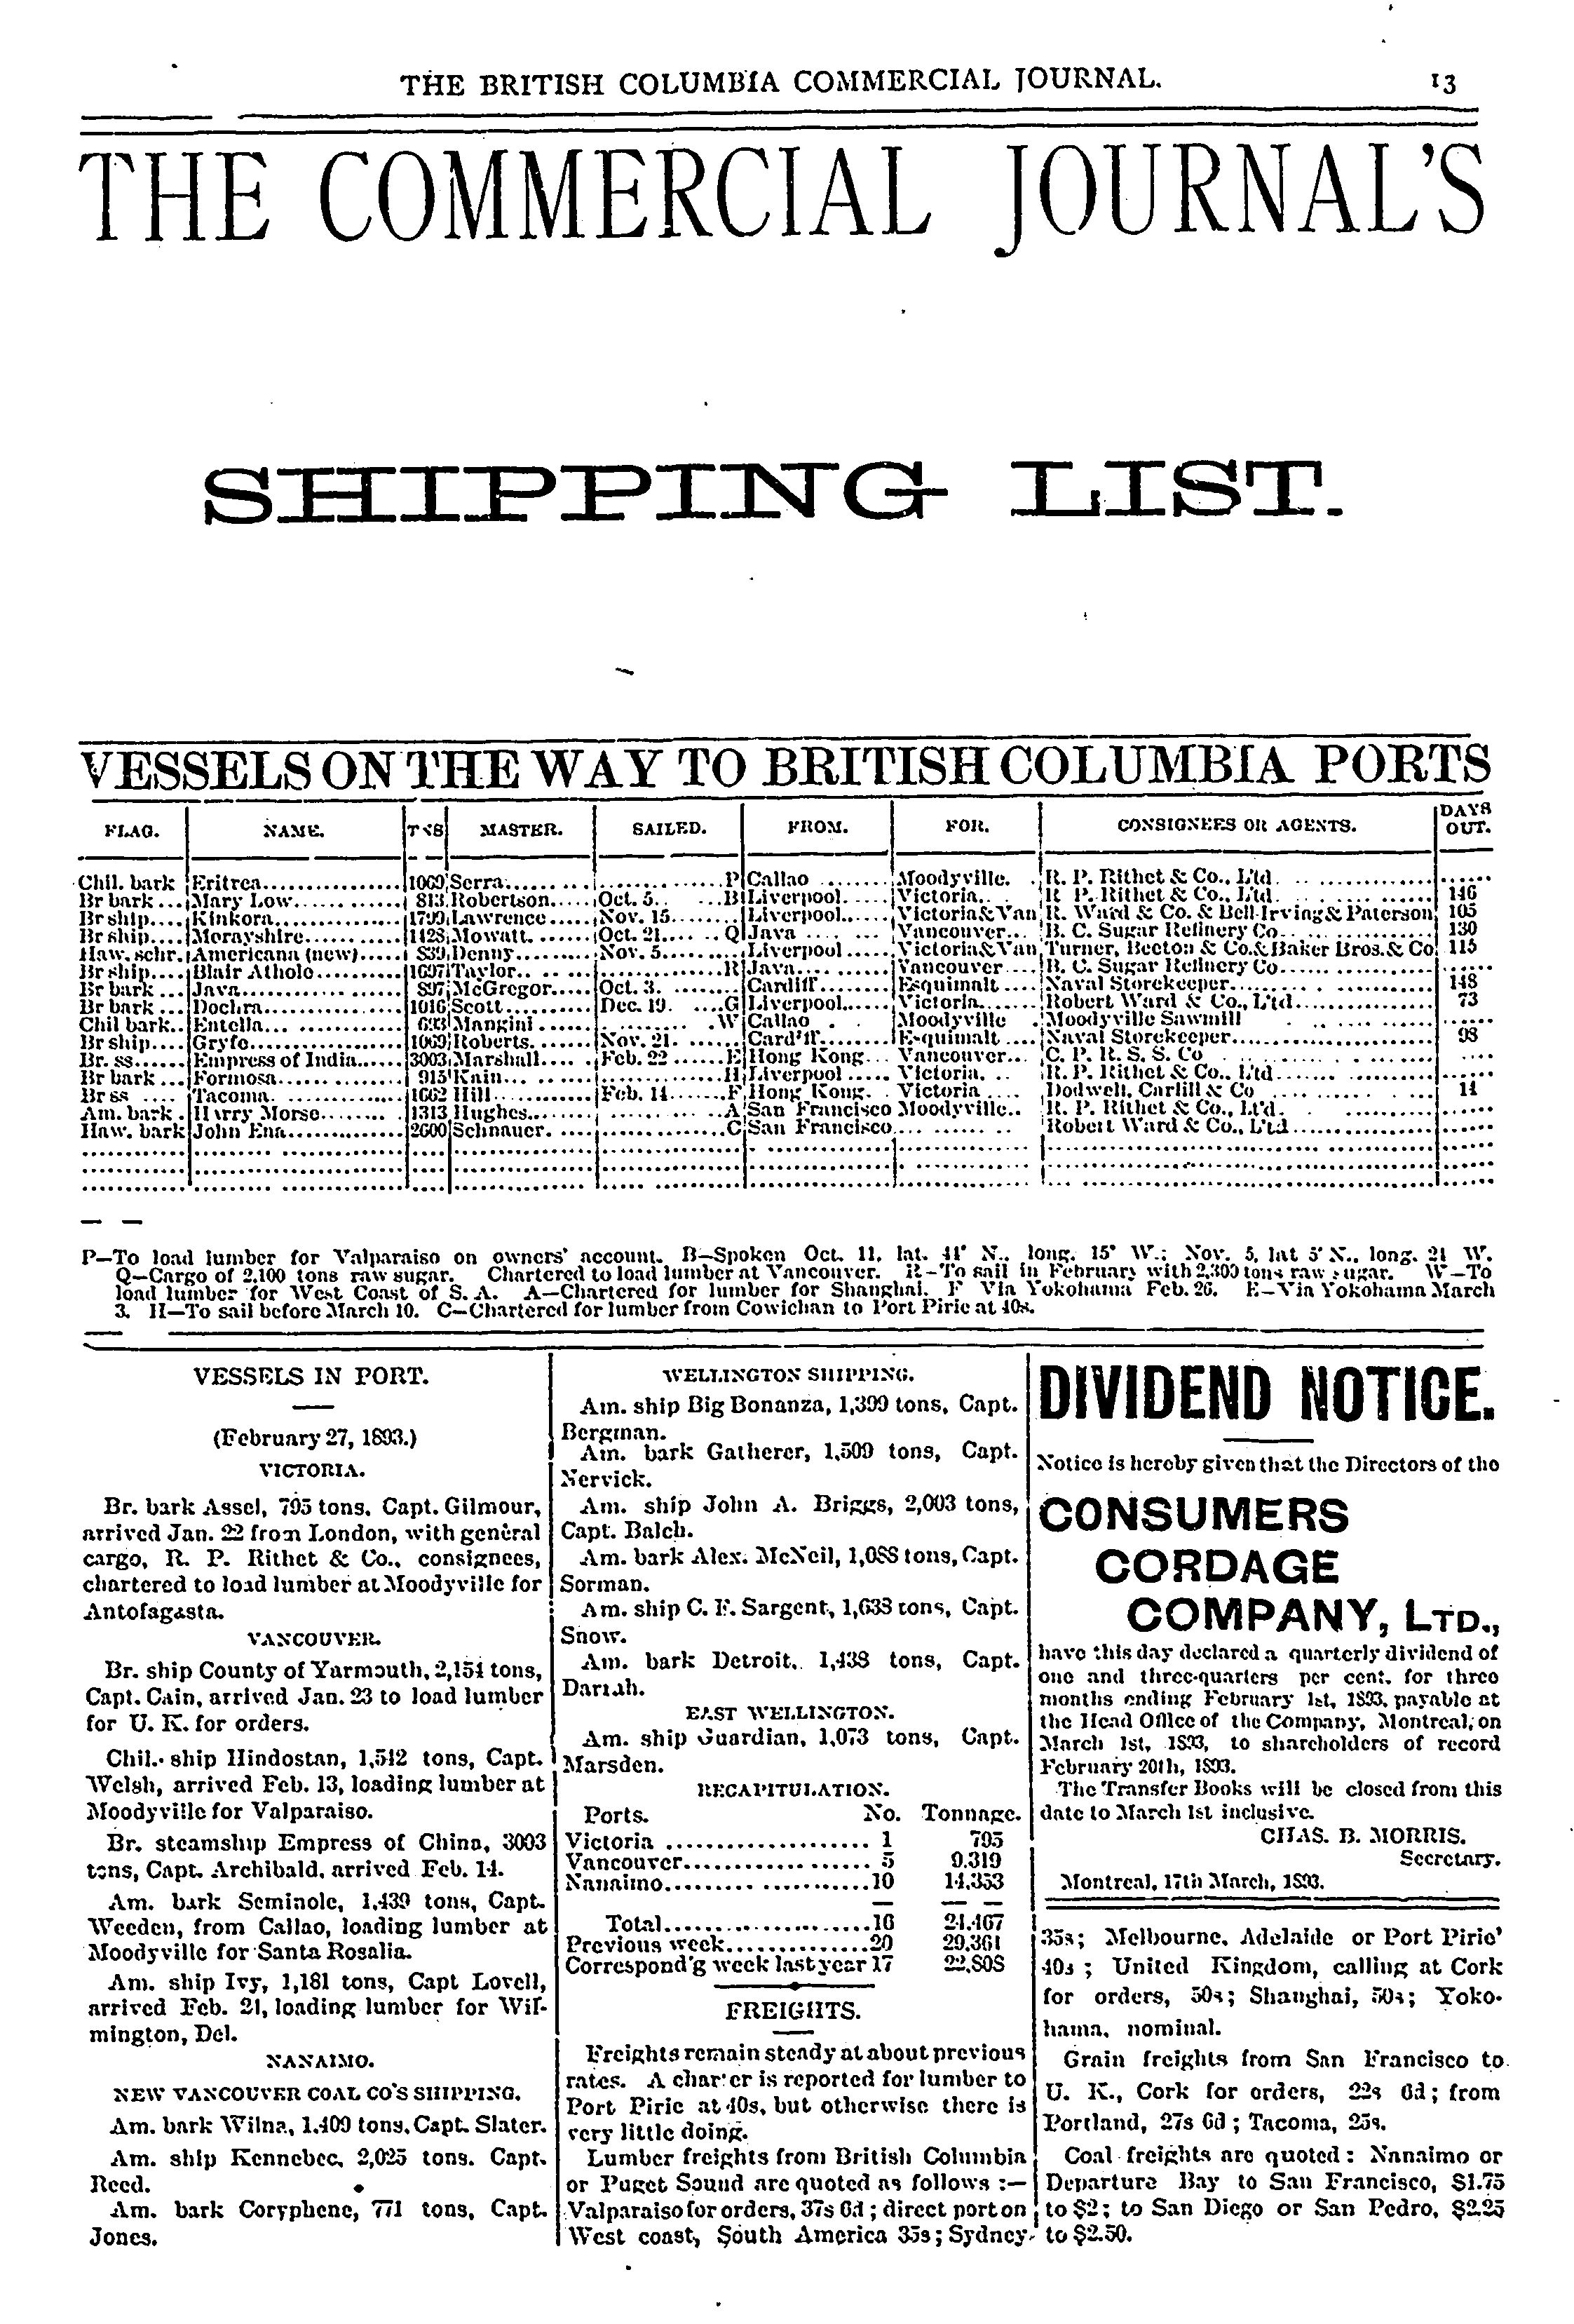 THE BRITISH COLUMBIA COMMERCIAL JOURNAL. 13
THE COMMERCIAL JOURNAL'S
SHIPPING LIST.
VESSELS ON THE WAY TO BRITISH COLUMBIA PORTS
FLAG. NAME. TNS MASTER. SAILED. FROM. FOR. CONSIGNEES OR AGENTS. DAYS OUT.
Chil. bark Eritrea 1069 Serra P Callao Moodyville. R. P. Rithet & Co., L'td
Br bark Mary Low 813 Robertson Oct. 5. B Liverpool Victoria. R. P. Rithet & Co., L'td. 146
Br ship Kinkora 1799 Lawrence Nov. 15 Liverpool Victoria&Van R. Ward & Co. & Bell-Irving & Paterson 105
Br ship Morayshire 1428 Mowatt. Oct. 21 Q Java Vancouver B. C. Sugar Refinery Co 130
Haw. schr. Americana (new) 839 Denny Nov. 5 Liverpool Victoria&Van Turner, Beeton & Co.&Baker Bros.& Co 115
Br ship Blair Athole 1697 Taylor R Java Vancouver B. C. Sugar Refinery Co
Br bark Java 897 McGregor Oct. 3. Cardiff Esquimalt Naval Storekeeper 148
Br bark Dochra 1016 Scott Dec. 19. G Liverpool Victoria Robert Ward & Co., L'td 73
Chil bark Entella 693 Mangini W Callao Moodyville Moodyville Sawmill
Br ship Gryfe 1069 Roberts. Nov. 21. Cardiff Esquimalt Naval Storekeeper 98
Br. ss Empress of India 3003 Marshall Feb. 22 E Hong Kong Vancouver C. P. R. S. S. Co
Br bark Formosa 915 Kain H Liverpool Victoria. R. P. Rithet & Co., L'td
Br ss Tacoma. 1662 Hill Feb. 14 F Hong Kong. Victoria Dodwell, Carlill & Co 14
Am. bark Harry Morse 1313 Hughes. A San Francisco Moodyville R. P. Rithet & Co., Lt'd.
Haw. bark John Ena 2600 Schnauer. C San Francisco Robert Ward & Co., L'td
P—To load lumber for Valparaiso on owners' account. B—Spoken Oct. 11, lat. 41° N., long. 15° W.; Nov. 5, lat 5° N., long. 21 W.
Q—Cargo of 2,100 tons raw sugar. Chartered to load lumber at Vancouver. R—To sail in February with 2,300 tons raw sugar. W—To
load lumber for West Coast of S. A. A—Chartered for lumber for Shanghai. F Via Yokohama Feb. 26. E—Via Yokohama March
3. H—To sail before March 10. C—Chartered for lumber from Cowichan to Port Pirie at 40s.
VESSELS IN PORT.
(February 27, 1893.)
VICTORIA.
Br. bark Assel, 795 tons, Capt. Gilmour,
arrived Jan. 22 from London, with general
cargo, R. P. Rithet & Co., consignees,
chartered to load lumber at Moodyville for
Antofagasta.
VANCOUVER.
Br. ship County of Yarmouth, 2,154 tons,
Capt. Cain, arrived Jan. 23 to load lumber
for U. K. for orders.
Chil. ship Hindostan, 1,542 tons, Capt.
Welsh, arrived Feb. 13, loading lumber at
Moodyville for Valparaiso.
Br. steamship Empress of China, 3003
tons, Capt. Archibald, arrived Feb. 14.
Am. bark Seminole, 1,439 tons, Capt.
Weeden, from Callao, loading lumber at
Moodyville for Santa Rosalia.
Am. ship Ivy, 1,181 tons, Capt Lovell,
arrived Feb. 21, loading lumber for Wil-
mington, Del.
NANAIMO.
NEW VANCOUVER COAL CO'S SHIPPING.
Am. bark Wilna, 1,409 tons, Capt. Slater.
Am. ship Kennebec, 2,025 tons. Capt.
Reed.
Am. bark Coryphene, 771 tons, Capt.
Jones.
WELLINGTON SHIPPING.
Am. ship Big Bonanza, 1,399 tons, Capt.
Bergman.
Am. bark Gatherer, 1,509 tons, Capt.
Nervick.
Am. ship John A. Briggs, 2,003 tons,
Capt. Balch.
Am. bark Alex. McNeil, 1,088 tons, Capt.
Sorman.
Am. ship C. F. Sargent, 1,638 tons, Capt.
Snow.
Am. bark Detroit, 1,438 tons, Capt.
Dariah.
EAST WELLINGTON.
Am. ship Guardian, 1,073 tons, Capt.
Marsden.
RECAPITULATION.
Ports. No. Tonnage.
Victoria 1 795
Vancouver 5 9,319
Nanaimo 10 14,353
Total 16 24,467
Previous week 20 29,361
Correspond'g week last year 17 22,808
FREIGHTS.
Freights remain steady at about previous
rates. A charter is reported for lumber to
Port Pirie at 40s, but otherwise there is
very little doing.
Lumber freights from British Columbia
or Puget Sound are quoted as follows :—
Valparaiso for orders, 37s 6d ; direct port on
West coast, South America 35s; Sydney
DIVIDEND NOTICE.
Notice is hereby given that the Directors of the
CONSUMERS
CORDAGE
COMPANY, LTD.,
have this day declared a quarterly dividend of
one and three-quarters per cent. for three
months ending February 1st, 1893, payable at
the Head Office of the Company, Montreal, on
March 1st, 1893, to shareholders of record
February 20th, 1893.
The Transfer Books will be closed from this
date to March 1st inclusive.
CHAS. B. MORRIS.
Secretary.
Montreal, 17th March, 1893.
35s; Melbourne, Adelaide or Port Pirie'
40s ; United Kingdom, calling at Cork
for orders, 50s; Shanghai, 50s; Yoko-
hama, nominal.
Grain freights from San Francisco to
U. K., Cork for orders, 22s 6d; from
Portland, 27s 6d ; Tacoma, 25s.
Coal freights are quoted : Nanaimo or
Departure Bay to San Francisco, $1.75
to $2; to San Diego or San Pedro, $2.25
to $2.50.